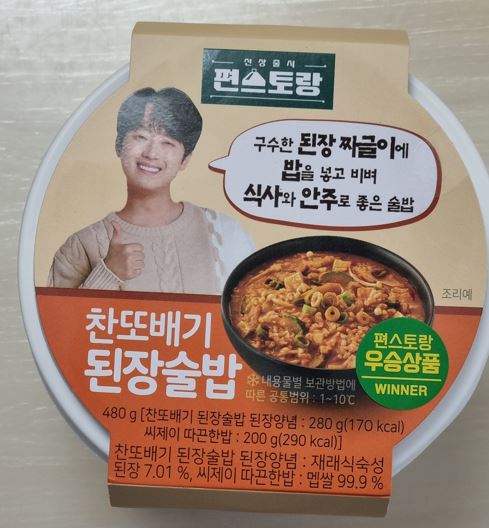 신상출시
편스토랑
구수한 된장 짜글이에
밥을 넣고 비벼
식사와 안주로 좋은 술밥
조리예
찬또배기
된장술밥
편스토랑
우승상품
WINNER
내용물별 보관방법에
따른 공통범위 : 1~10℃
480 g [찬또배기 된장술밥 된장양념 : 280 g(170 kcal)
씨제이 따끈한밥 : 200 g(290 kcal)]
찬또배기 된장술밥 된장양념 : 재래식숙성
된장 7.01 %, 씨제이 따끈한밥 : 멥쌀 99.9 %